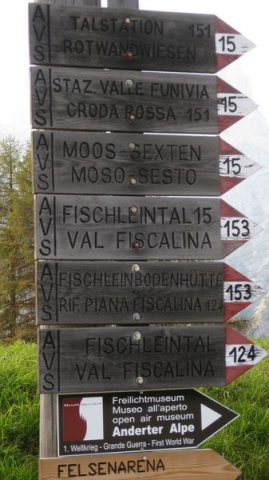 AVS
TALSTATION 151
ROTWANDWIESEN
15
AVS
STAZ. VALLE FUNIVIA
CRODA ROSSA 151
15
AVS
MOOS-SEXTEN
MOSO-SESTO
15
AVS
FISCHLEINTAL 15
VAL FISCALINA
153
AVS
FISCHLEINBODENHÜTTE
RIF. PIANA FISCALINA 124
153
AVS
FISCHLEINTAL
VAL FISCALINA
124
Freilichtmuseum
Museo all'aperto
open air museum
Anderter Alpe
1. Weltkrieg - Grande Guerra - First World War
FELSENARENA